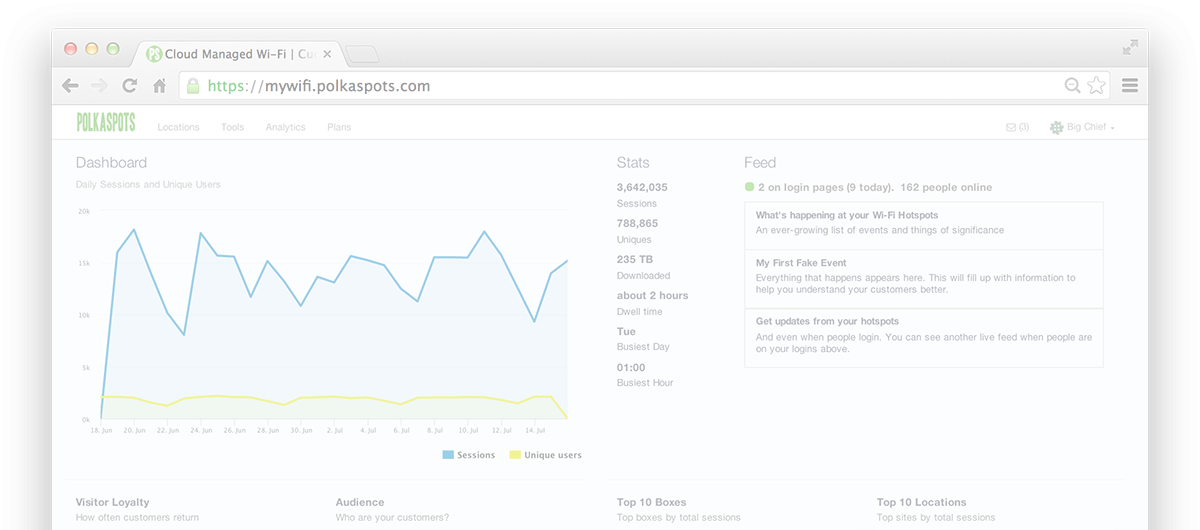 PS Cloud Managed Wi-Fi | Cu
https://mywifi.polkaspots.com
POLKASPOTS Locations Tools Analytics Plans (3) Big Chief
Dashboard
Daily Sessions and Unique Users
20k
15k
10k
5k
0k
18. Jun 20. Jun 22. Jun 24. Jun 26. Jun 28. Jun 30. Jun 2. Jul 4. Jul 6. Jul 8. Jul 10. Jul 12. Jul 14. Jul
Sessions Unique users
Stats
3,642,035
Sessions
788,865
Uniques
235 TB
Downloaded
about 2 hours
Dwell time
Tue
Busiest Day
01:00
Busiest Hour
Feed
2 on login pages (9 today). 162 people online
What's happening at your Wi-Fi Hotspots
An ever-growing list of events and things of significance
My First Fake Event
Everything that happens appears here. This will fill up with information to
help you understand your customers better.
Get updates from your hotspots
And even when people login. You can see another live feed when people are
on your logins above.
Visitor Loyalty
How often customers return
Audience
Who are your customers?
Top 10 Boxes
Top boxes by total sessions
Top 10 Locations
Top sites by total sessions